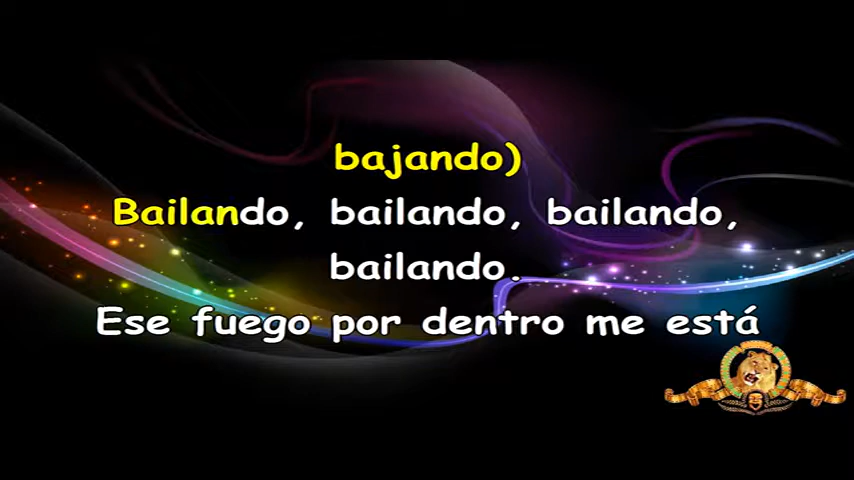 bajando)
Bailando, bailando, bailando,
bailando.
Ese fuego por dentro me está